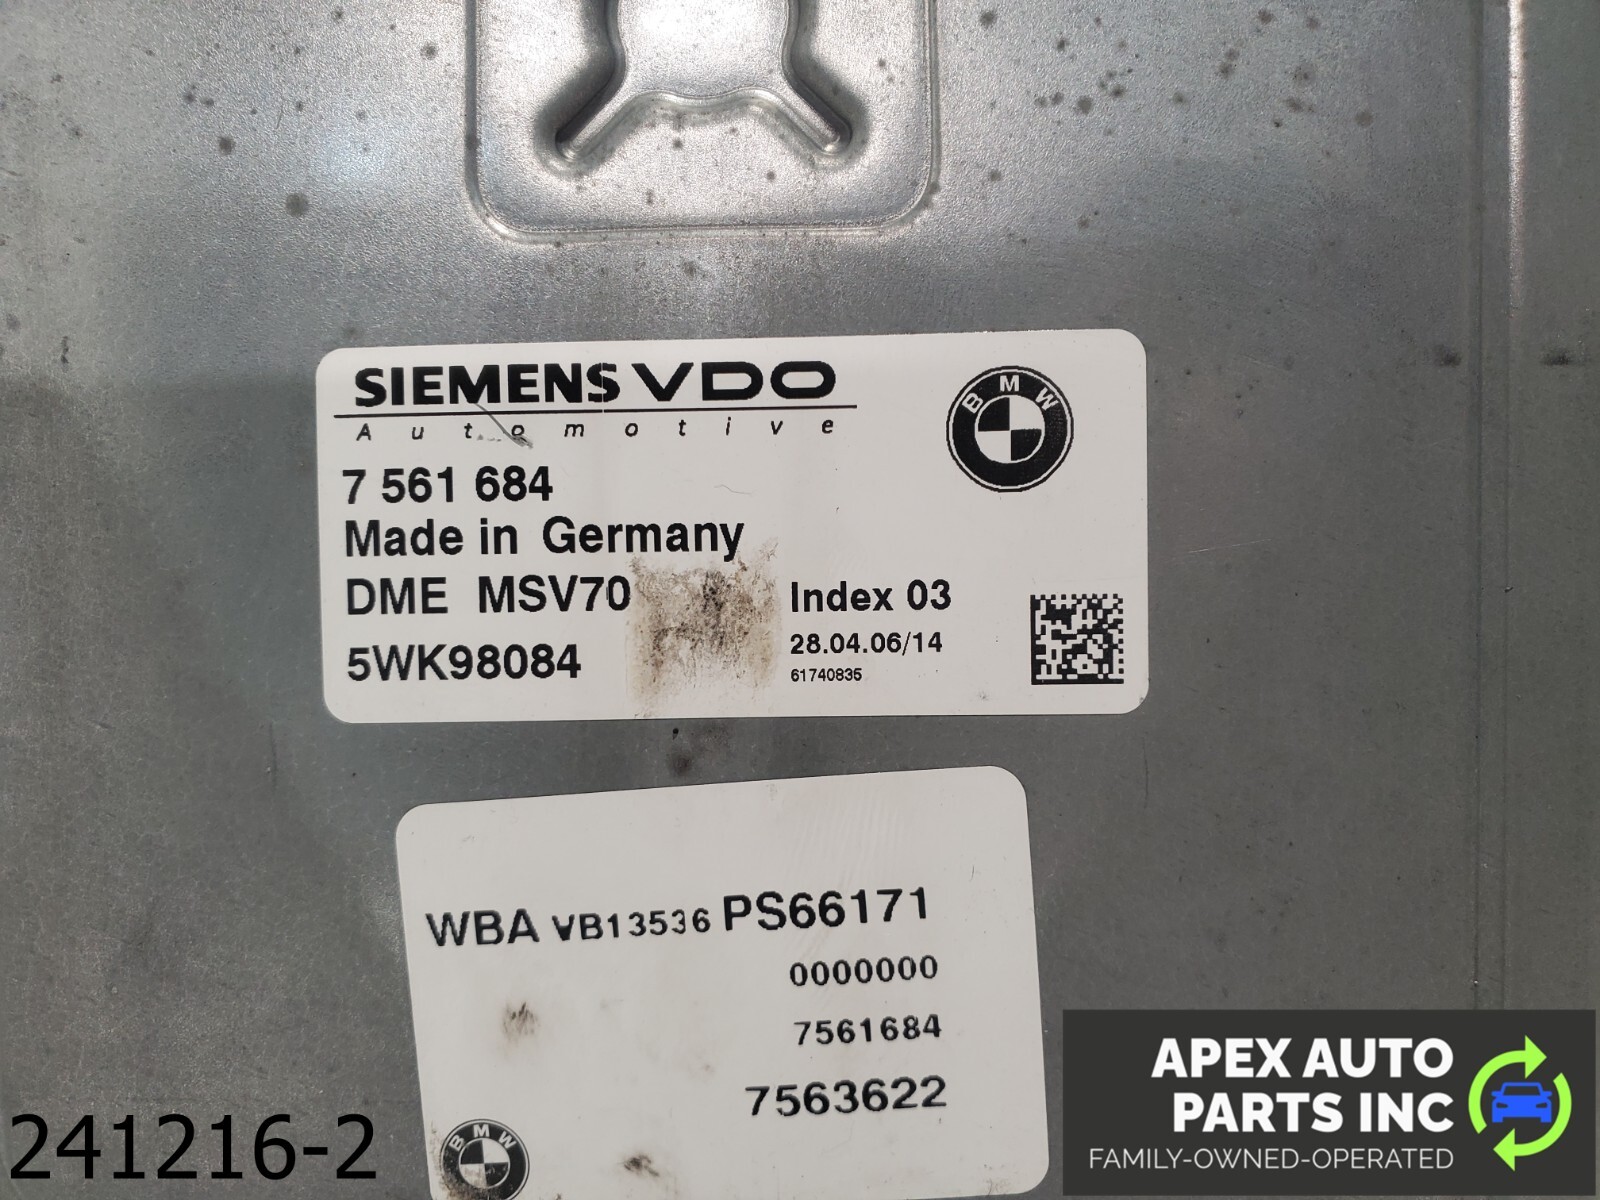 SIEMENS VDO
Automotive
BMW
7 561 684
Made in Germany
DME MSV70
Index 03
5WK98084
28.04.06/14
61740835
WBA VB13536 PS66171
0000000
7561684
7563622
BMW
241216-2
APEX AUTO
PARTS INC
FAMILY-OWNED-OPERATED